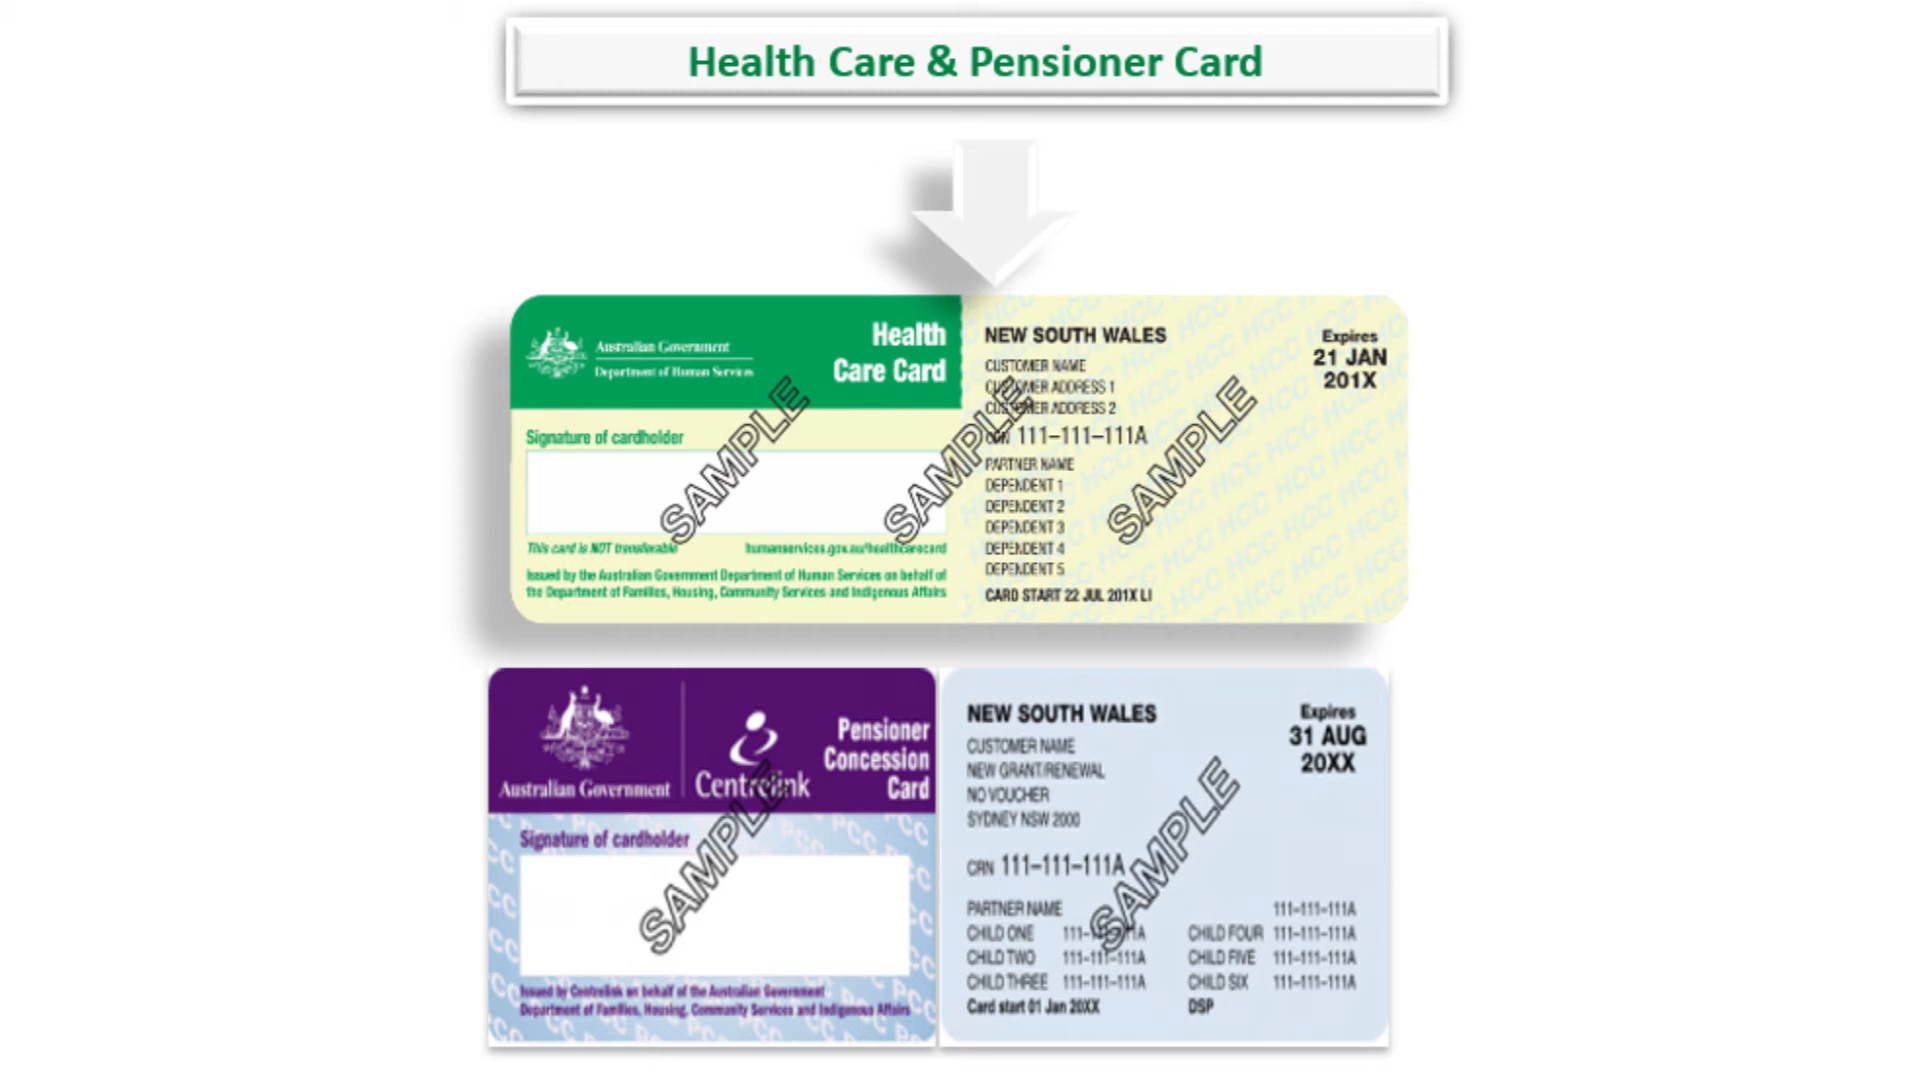 Health Care & Pensioner Card
Australian Government
Department of Human Services
Health
Care Card
Signature of cardholder
This card is NOT transferable humanservices.gov.au/healthcarecard
Issued by the Australian Government Department of Human Services on behalf of
the Department of Families, Housing, Community Services and Indigenous Affairs
SAMPLE
SAMPLE
SAMPLE
NEW SOUTH WALES
CUSTOMER NAME
CUSTOMER ADDRESS 1
CUSTOMER ADDRESS 2
CRN 111-111-111A
PARTNER NAME
DEPENDENT 1
DEPENDENT 2
DEPENDENT 3
DEPENDENT 4
DEPENDENT 5
CARD START 22 JUL 201X LI
Expires
21 JAN
201X
Australian Government
Centrelink
Pensioner
Concession
Card
Signature of cardholder
SAMPLE
Issued by Centrelink on behalf of the Australian Government
Department of Families, Housing, Community Services and Indigenous Affairs
NEW SOUTH WALES
CUSTOMER NAME
NEW GRANT/RENEWAL
NO VOUCHER
SYDNEY NSW 2000
Expires
31 AUG
20XX
CRN 111-111-111A
SAMPLE
PARTNER NAME 111-111-111A
CHILD ONE 111-111-111A CHILD FOUR 111-111-111A
CHILD TWO 111-111-111A CHILD FIVE 111-111-111A
CHILD THREE 111-111-111A CHILD SIX 111-111-111A
Card start 01 Jan 20XX DSP